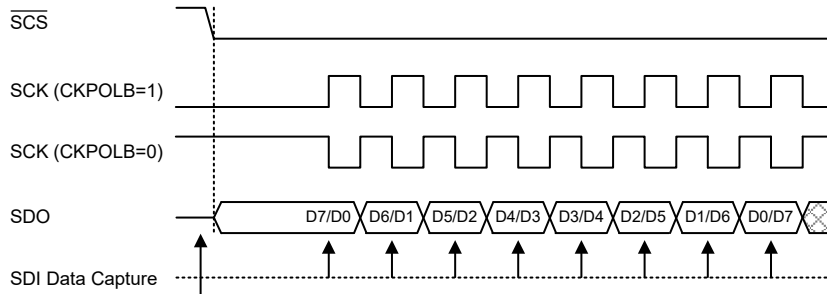 SCS
SCK (CKPOLB=1)
SCK (CKPOLB=0)
SDO D7/D0 D6/D1 D5/D2 D4/D3 D3/D4 D2/D5 D1/D6 D0/D7
SDI Data Capture